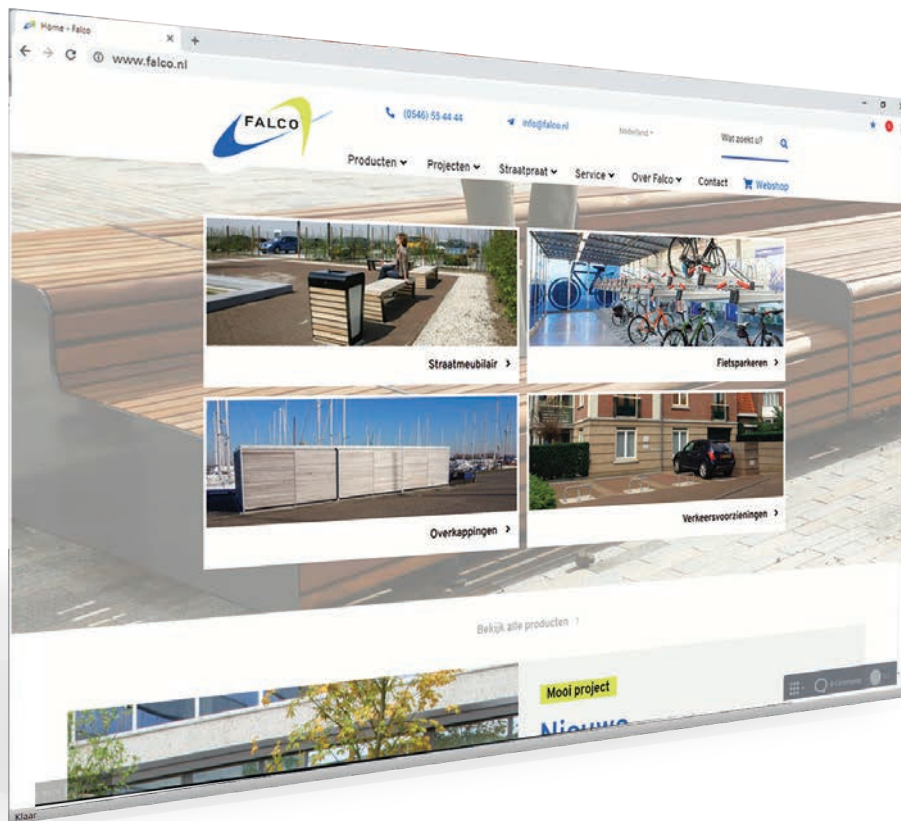 Home - Falco
www.falco.nl
FALCO
(0546) 55 44 44
info@falco.nl
Nederland
Wat zoekt u?
Producten
Projecten
Straatpraat
Service
Over Falco
Contact
Webshop
Straatmeubilair
Fietsparkeren
Overkappingen
Verkeersvoorzieningen
Bekijk alle producten
Mooi project
Nieuwe
Klaar